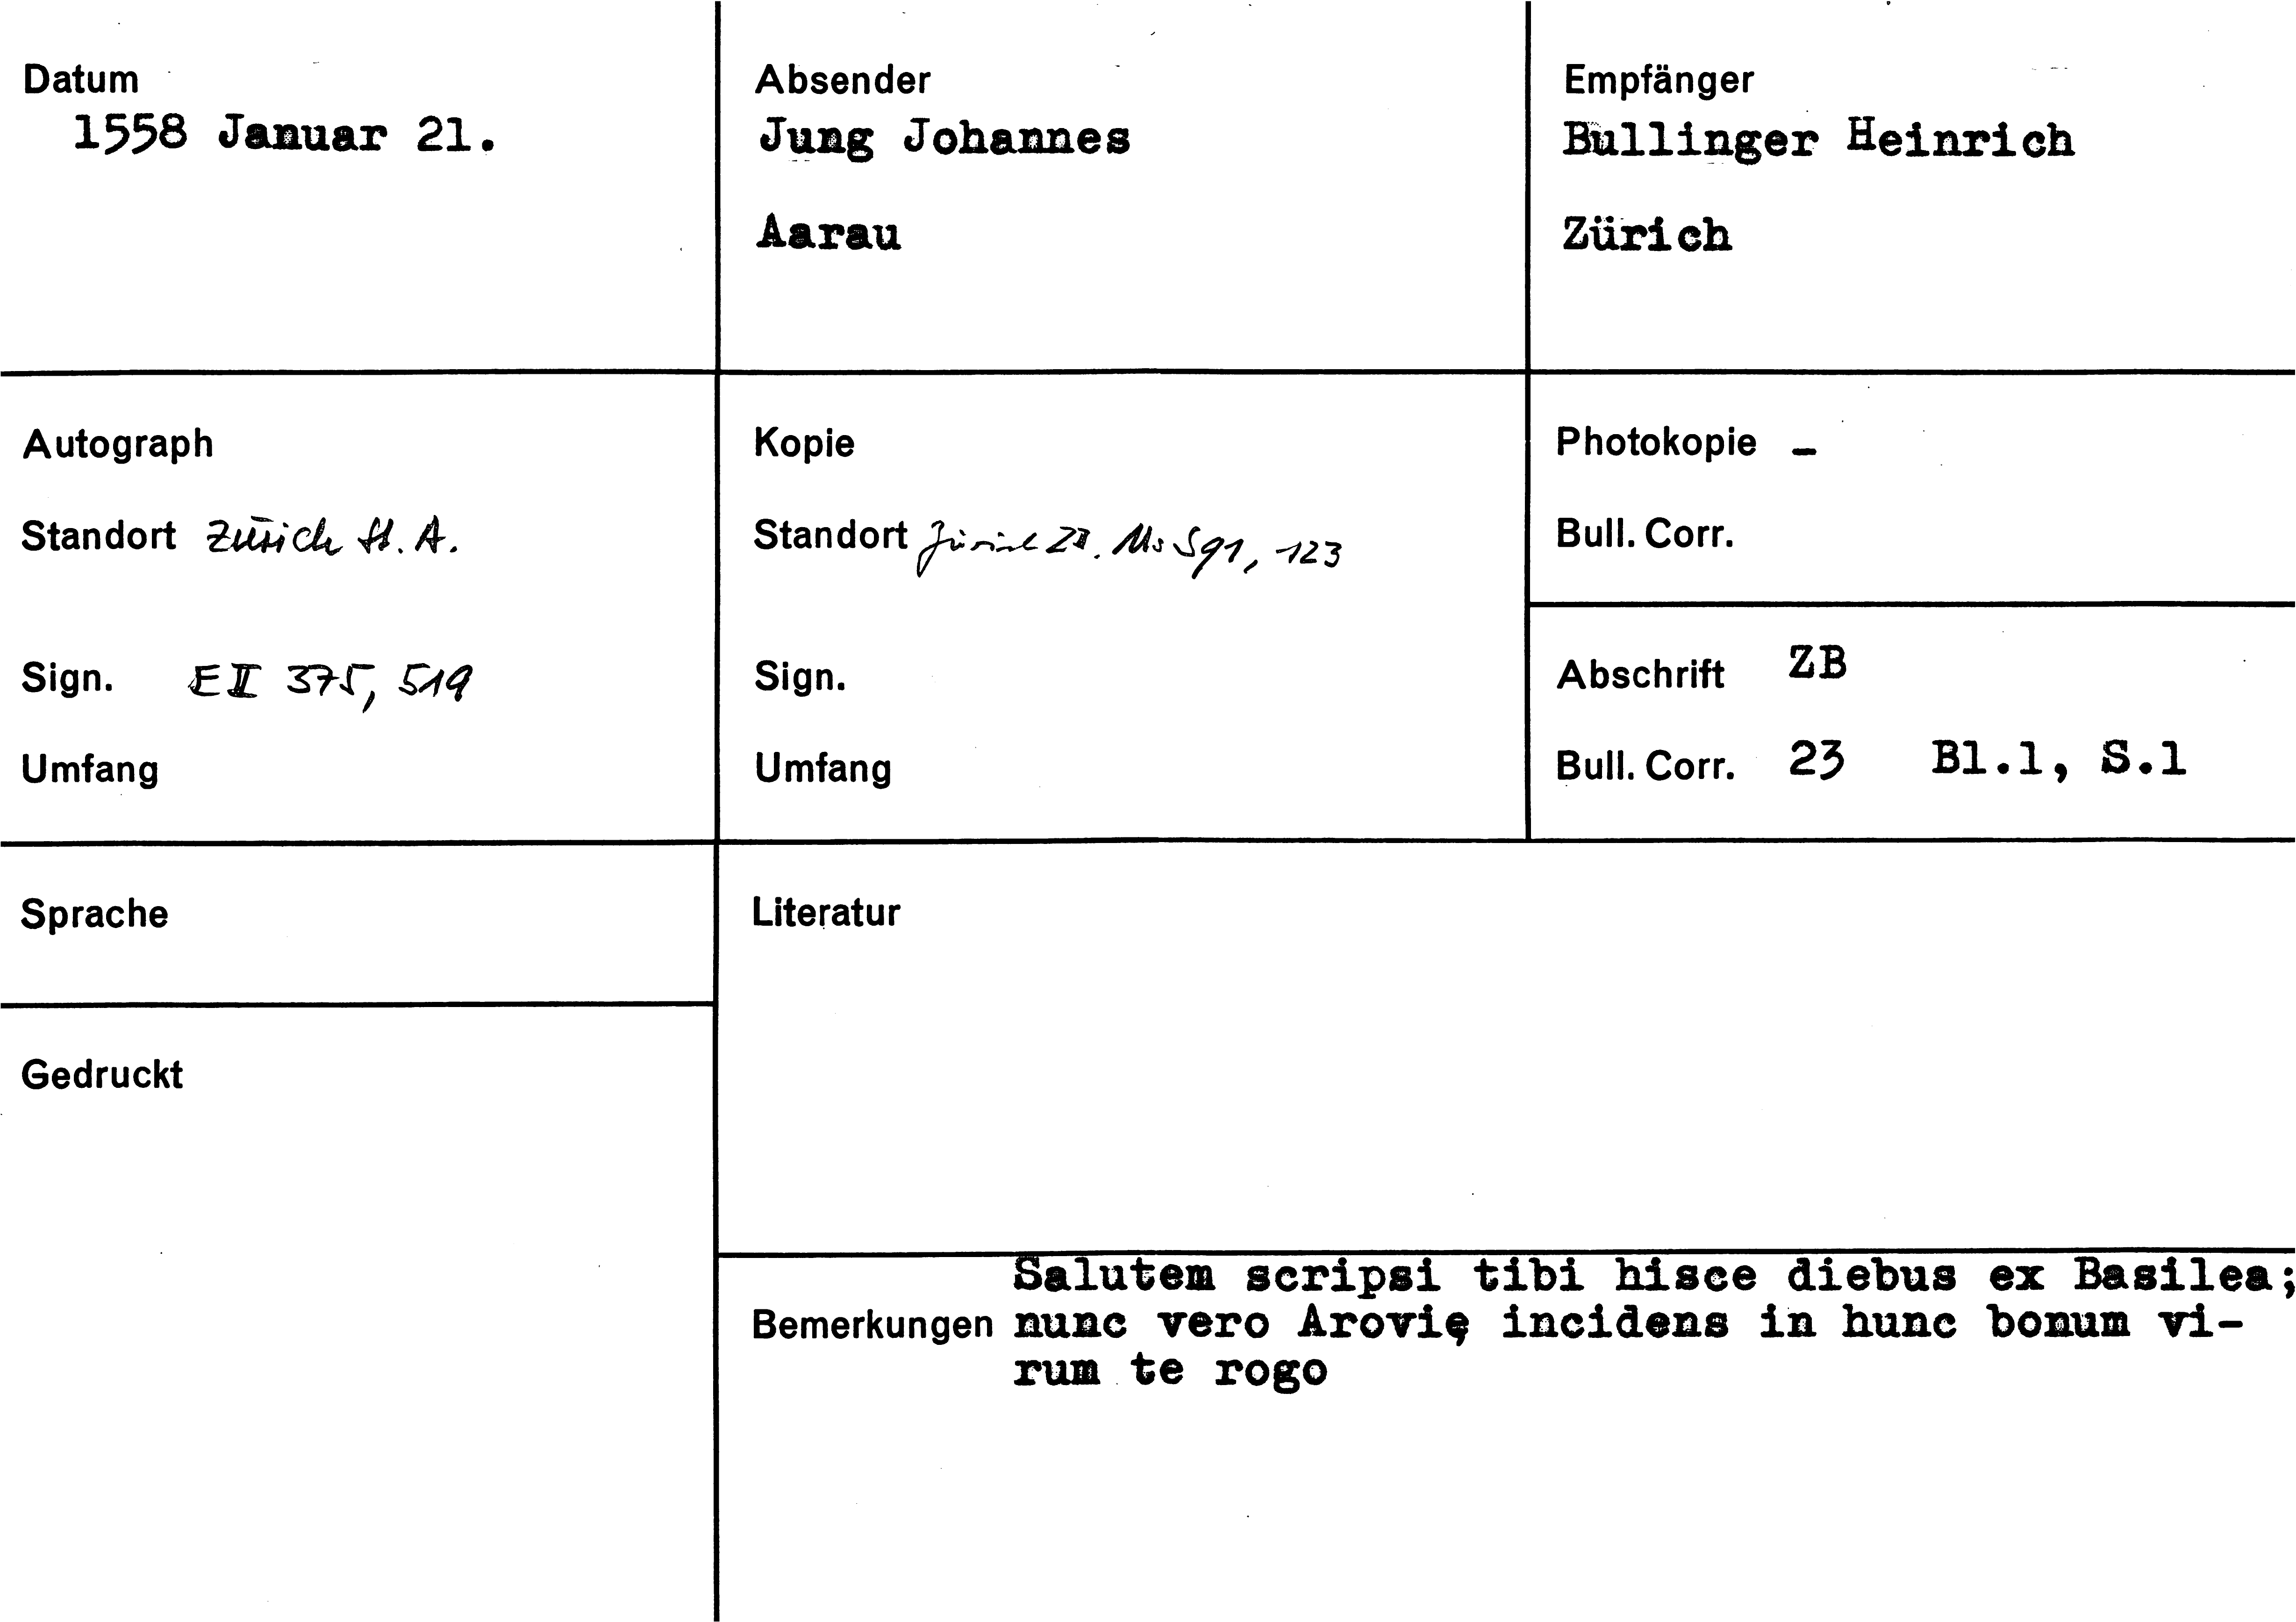 Datum
1558 Januar 21.
Absender
Jung Johannes
Aarau
Empfänger
Bullinger Heinrich
Zürich
Autograph
Standort Zürich St. A.
Sign. E II 375, 519
Umfang
Kopie
Standort Zürich ZB. Ms S 91, 123
Sign.
Umfang
Photokopie –
Bull. Corr.
Abschrift ZB
Bull. Corr. 23 Bl.1, S.1
Sprache
Gedruckt
Literatur
Salutem scripsi tibi hisce diebus ex Basilea;
Bemerkungen nunc vero Arovię incidens in hunc bonum vi-
rum te rogo